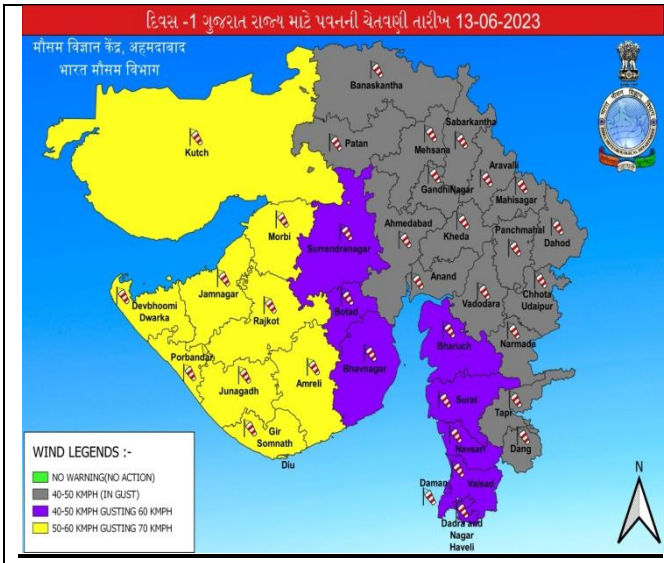 દિવસ -1 ગુજરાત રાજ્ય માટે પવનની ચેતવણી તારીખ 13-06-2023
मौसम विज्ञान केंद्र, अहमदाबाद
भारत मौसम विभाग
Banaskantha
Kutch
Patan
Mehsana
Sabarkantha
Aravalli
GandhiNagar
Mahisagar
Morbi
Surrendranagar
Ahmedabad
Kheda
Panchmahal
Dahod
Devbhoomi
Dwarka
Jamnagar
Rajkot
Botad
Anand
Vadodara
Chhota
Udaipur
Porbandar
Junagadh
Amreli
Bhavnagar
Bharuch
Narmada
Gir
Somnath
Diu
Surat
Tapi
Navsari
Dang
Valsad
Daman
Dadra and
Nagar
Haveli
WIND LEGENDS :-
NO WARNING(NO ACTION)
40-50 KMPH (IN GUST)
40-50 KMPH GUSTING 60 KMPH
50-60 KMPH GUSTING 70 KMPH
N